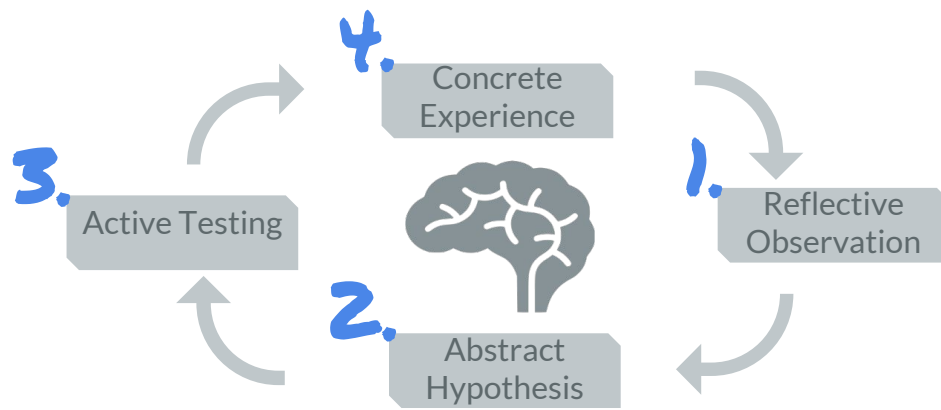 4.
Concrete
Experience
1.
Reflective
Observation
3.
Active Testing
2.
Abstract
Hypothesis